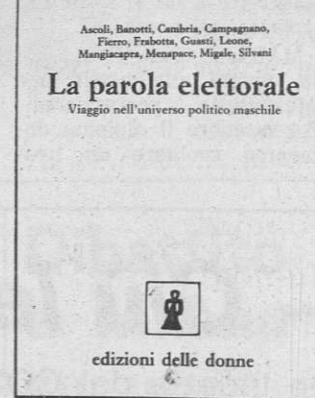 Ascoli, Banotti, Cambria, Campagnano,
Fierro, Frabotta, Guasti, Leone,
Mangiacapra, Menapace, Migale, Silvani
La parola elettorale
Viaggio nell'universo politico maschile
edizioni delle donne